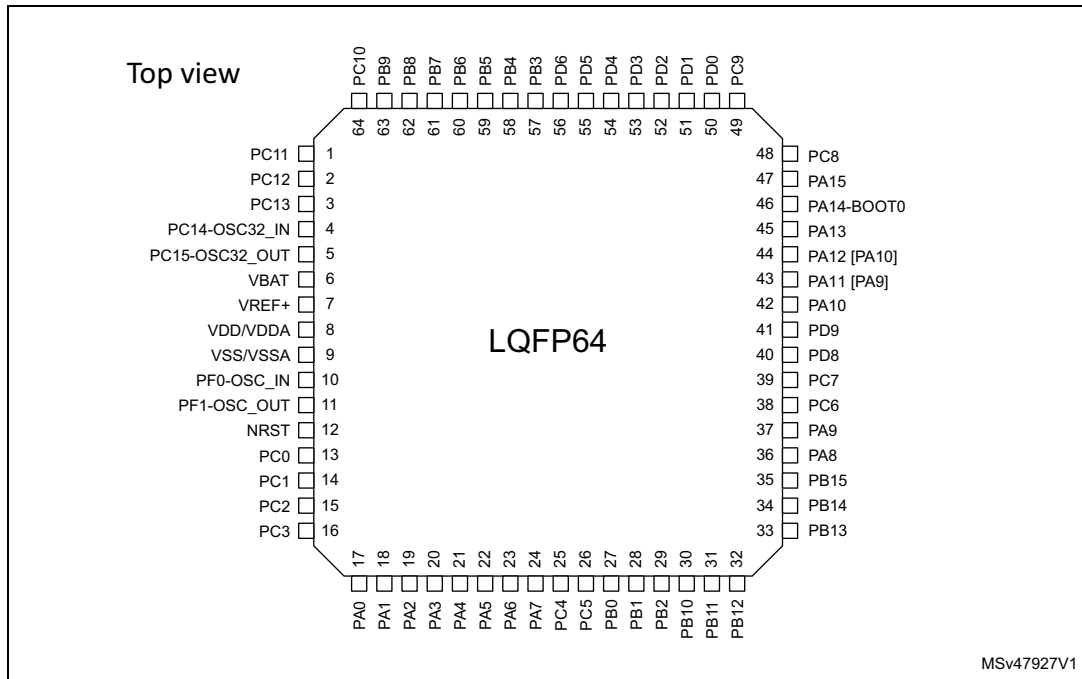 Top view
PC10
PB9
PB8
PB7
PB6
PB5
PB4
PB3
PD6
PD5
PD4
PD3
PD2
PD1
PD0
PC9
64
63
62
61
60
59
58
57
56
55
54
53
52
51
50
49
PC11 1
PC12 2
PC13 3
PC14-OSC32_IN 4
PC15-OSC32_OUT 5
VBAT 6
VREF+ 7
VDD/VDDA 8
VSS/VSSA 9
PF0-OSC_IN 10
PF1-OSC_OUT 11
NRST 12
PC0 13
PC1 14
PC2 15
PC3 16
LQFP64
48 PC8
47 PA15
46 PA14-BOOT0
45 PA13
44 PA12 [PA10]
43 PA11 [PA9]
42 PA10
41 PD9
40 PD8
39 PC7
38 PC6
37 PA9
36 PA8
35 PB15
34 PB14
33 PB13
17
18
19
20
21
22
23
24
25
26
27
28
29
30
31
32
PA0
PA1
PA2
PA3
PA4
PA5
PA6
PA7
PC4
PC5
PB0
PB1
PB2
PB10
PB11
PB12
MSv47927V1